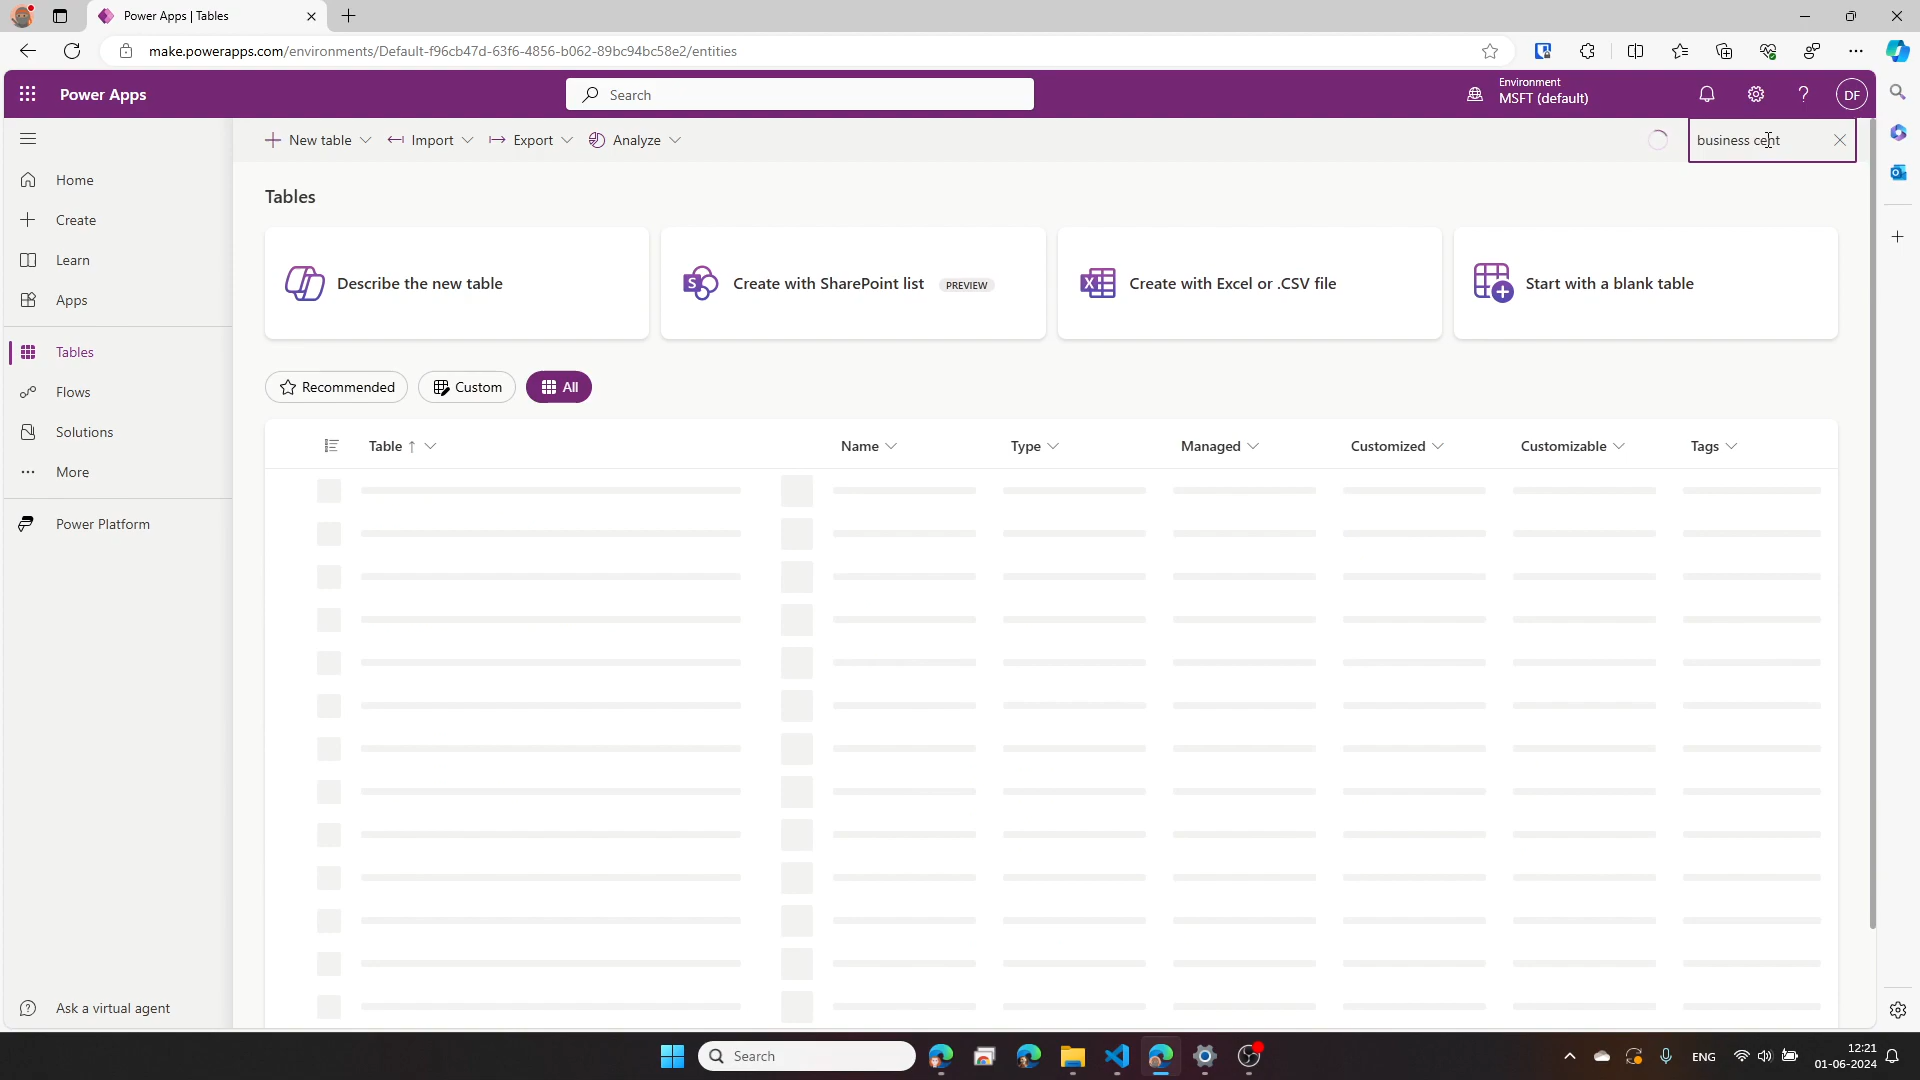 Power Apps | Tables
make.powerapps.com/environments/Default-f96cb47d-63f6-4856-b062-89bc94bc58e2/entities
Power Apps
Search
Environment
MSFT (default)
DF
New table
Import
Export
Analyze
business cent
Home
Create
Learn
Apps
Tables
Flows
Solutions
More
Power Platform
Ask a virtual agent
Tables
Describe the new table
Create with SharePoint list PREVIEW
Create with Excel or .CSV file
Start with a blank table
Recommended
Custom
All
Table ↑
Name
Type
Managed
Customized
Customizable
Tags
Search
ENG
12:21
01-06-2024